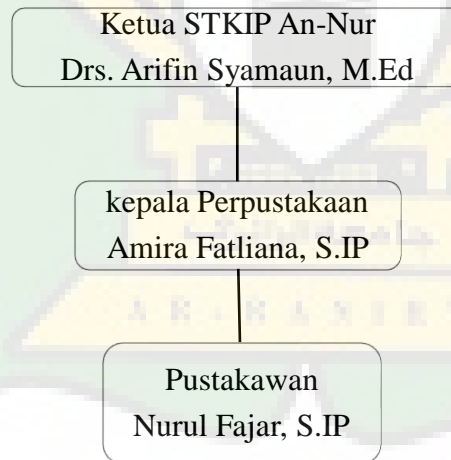 Ketua STKIP An-Nur
Drs. Arifin Syamaun, M.Ed
kepala Perpustakaan
Amira Fatliana, S.IP
Pustakawan
Nurul Fajar, S.IP